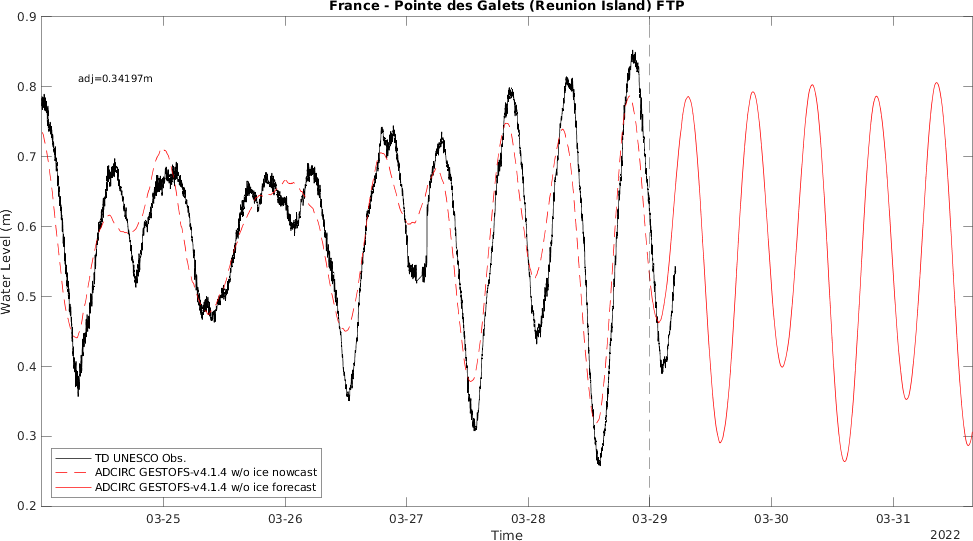 France - Pointe des Galets (Reunion Island) FTP
0.9
0.8
0.7
0.6
0.5
0.4
0.3
0.2
Water Level (m)
adj=0.34197m
TD UNESCO Obs.
ADCIRC GESTOFS-v4.1.4 w/o ice nowcast
ADCIRC GESTOFS-v4.1.4 w/o ice forecast
03-25 03-26 03-27 03-28 03-29 03-30 03-31
Time
2022